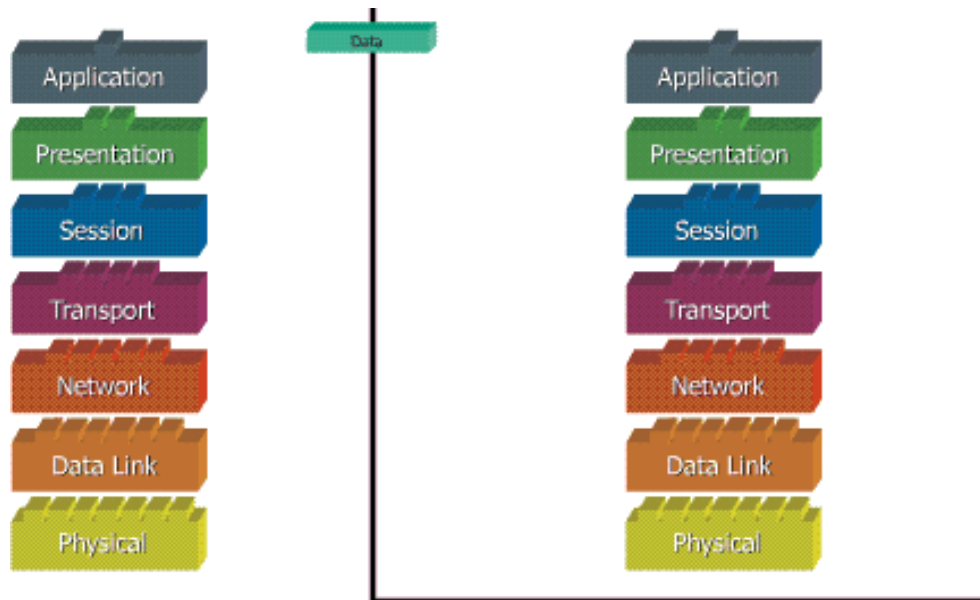 Application
Presentation
Session
Transport
Network
Data Link
Physical
Data
Application
Presentation
Session
Transport
Network
Data Link
Physical